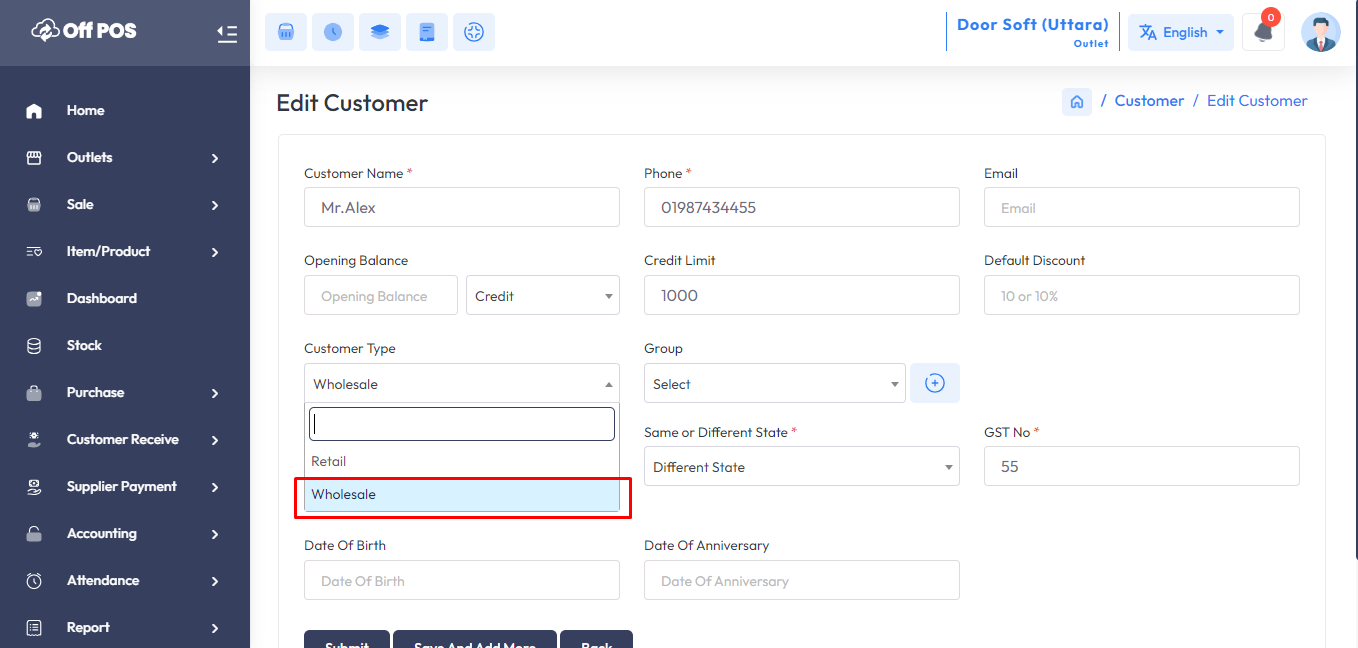 Off POS
Door Soft (Uttara)
Outlet
English
0
Home
Outlets
Sale
Item/Product
Dashboard
Stock
Purchase
Customer Receive
Supplier Payment
Accounting
Attendance
Report
Edit Customer
/ Customer / Edit Customer
Customer Name *
Phone *
Email
Mr.Alex
01987434455
Email
Opening Balance
Credit Limit
Default Discount
Opening Balance
Credit
1000
10 or 10%
Customer Type
Group
Wholesale
Select
Retail
Wholesale
Same or Different State *
GST No *
Different State
55
Date Of Birth
Date Of Anniversary
Date Of Birth
Date Of Anniversary
Submit
Save And Add More
Back